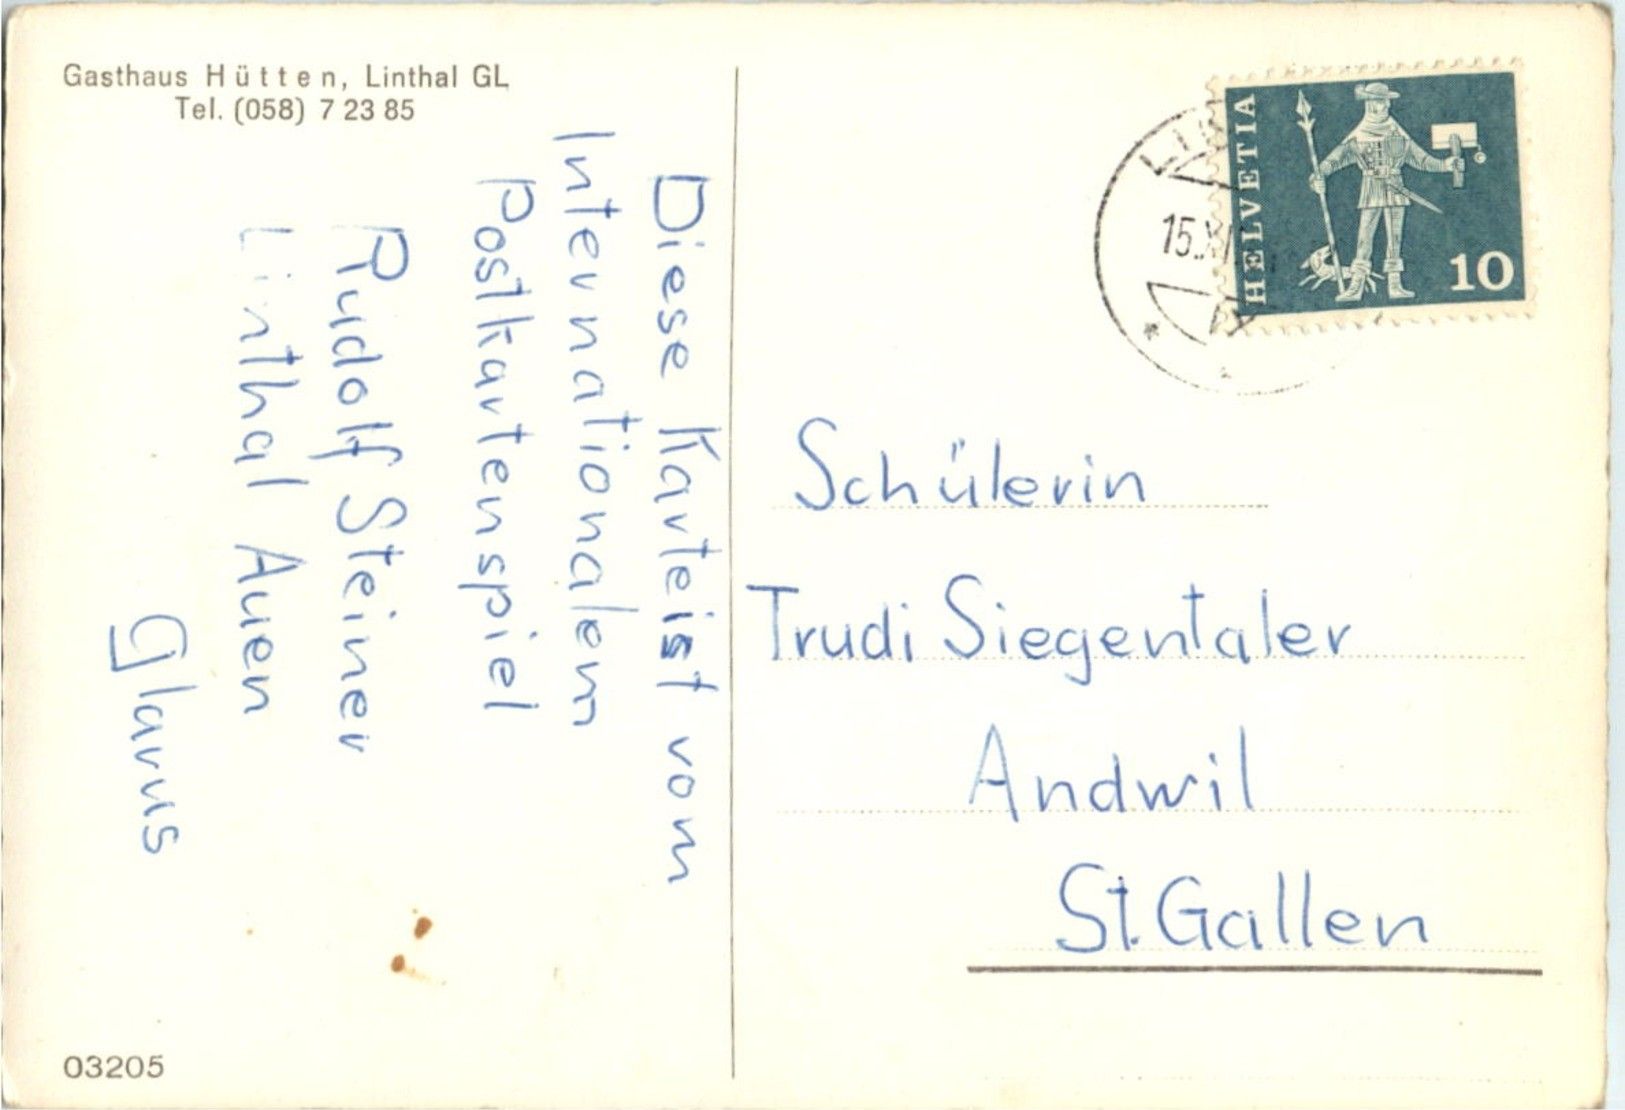 Gasthaus Hütten, Linthal GL
Tel. (058) 7 23 85
Diese Karte ist vom
Internationalem
Postkartenspiel
Rudolf Steiner
Linthal Auen
Glarus
03205
HELVETIA
10
15.XI
Schülerin
Trudi Siegentaler
Andwil
St. Gallen